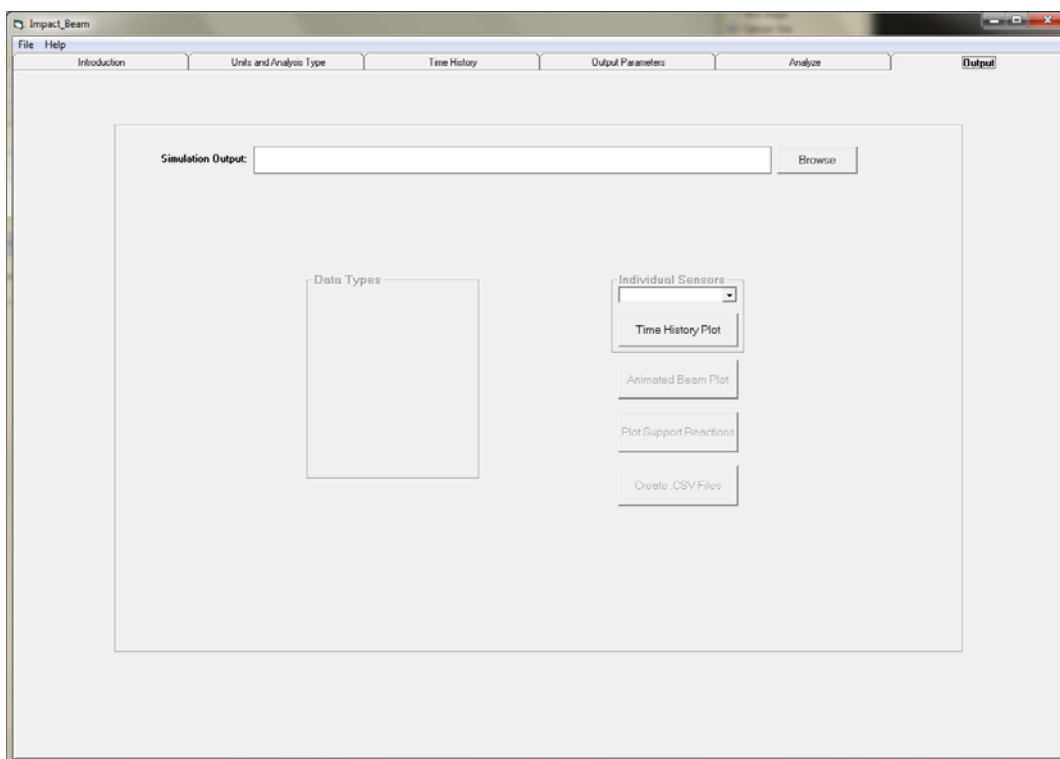 Impact_Beam
File Help
Introduction Units and Analysis Type Time History Output Parameters Analyze Output
Simulation Output: Browse
Data Types
Individual Sensors
Time History Plot
Animated Beam Plot
Plot Support Reactions
Create .CSV Files